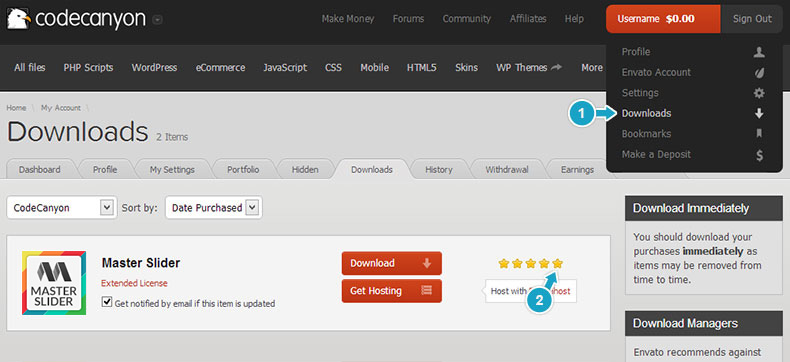 codecanyon
Make Money Forums Community Affiliates Help
Username $0.00 Sign Out
All files PHP Scripts WordPress eCommerce JavaScript CSS Mobile HTML5 Skins WP Themes More
Profile
Envato Account
Settings
1 Downloads
Bookmarks
Make a Deposit
Home \ My Account \
Downloads 2 Items
Dashboard Profile My Settings Portfolio Hidden Downloads History Withdrawal Earnings
CodeCanyon Sort by: Date Purchased
MASTER
SLIDER
Master Slider
Extended License
Get notified by email if this item is updated
Download
Get Hosting
Host with
host
2
Download Immediately
You should download your
purchases immediately as
items may be removed from
time to time.
Download Managers
Envato recommends against